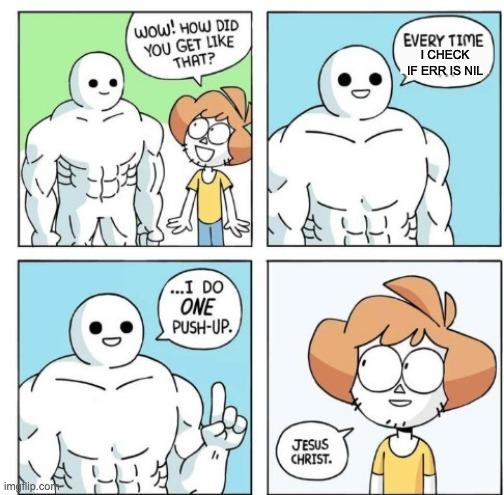 WOW! HOW DID
YOU GET LIKE
THAT?
EVERY TIME
I CHECK
IF ERR IS NIL
...I DO
ONE
PUSH-UP.
JESUS
CHRIST.
imgflip.com